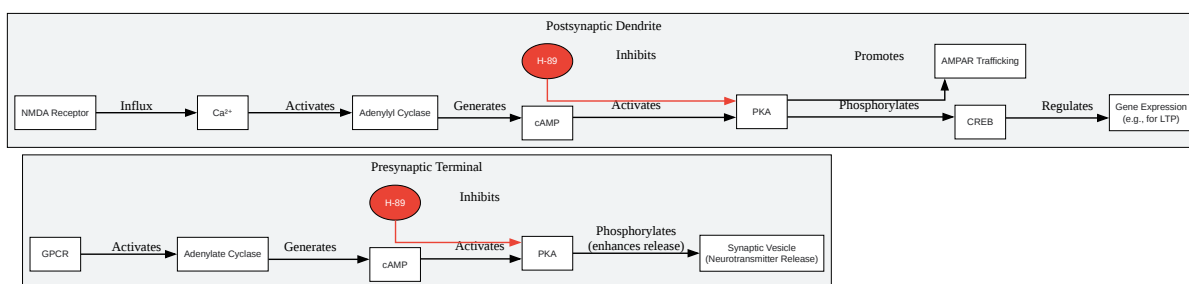 Postsynaptic Dendrite
H-89
Inhibits
Promotes
AMPAR Trafficking
NMDA Receptor
Influx
Ca²⁺
Activates
Adenylyl Cyclase
Generates
cAMP
Activates
PKA
Phosphorylates
CREB
Regulates
Gene Expression
(e.g., for LTP)
Presynaptic Terminal
H-89
Inhibits
GPCR
Activates
Adenylate Cyclase
Generates
cAMP
Activates
PKA
Phosphorylates
(enhances release)
Synaptic Vesicle
(Neurotransmitter Release)